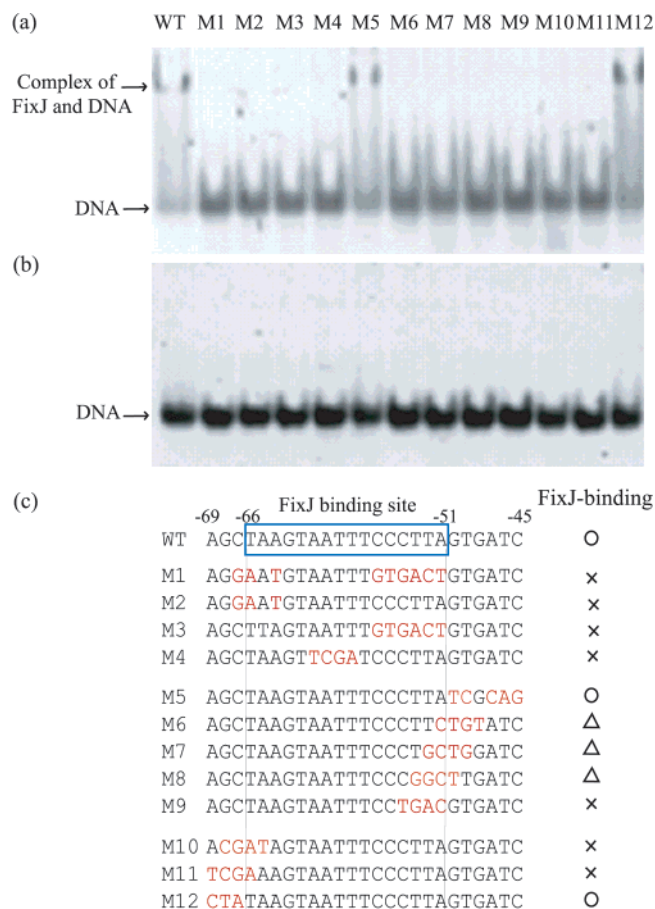 (a) WT M1 M2 M3 M4 M5 M6 M7 M8 M9 M10 M11 M12
Complex of
FixJ and DNA →
DNA →
(b)
DNA →
(c)
FixJ binding site FixJ-binding
-69 -66 -51 -45
WT AGCTAAGTAATTTCCCTTAGTGATC O
M1 AGGAATGTAATTTGTGACTGTGATC ×
M2 AGGAATGTAATTTCCCTTAGTGATC ×
M3 AGCTTAGTAATTTGTGACTGTGATC ×
M4 AGCTAAGTTCGATCCCTTAGTGATC ×
M5 AGCTAAGTAATTTCCCTTATCGCAG O
M6 AGCTAAGTAATTTCCCTTCTGTATC △
M7 AGCTAAGTAATTTCCCTGCTGGATC △
M8 AGCTAAGTAATTTCCCGGCTTGATC △
M9 AGCTAAGTAATTTCCTGACGTGATC ×
M10 ACGATAGTAATTTCCCTTAGTGATC ×
M11 TCGAAAGTAATTTCCCTTAGTGATC ×
M12 CTATAAGTAATTTCCCTTAGTGATC O